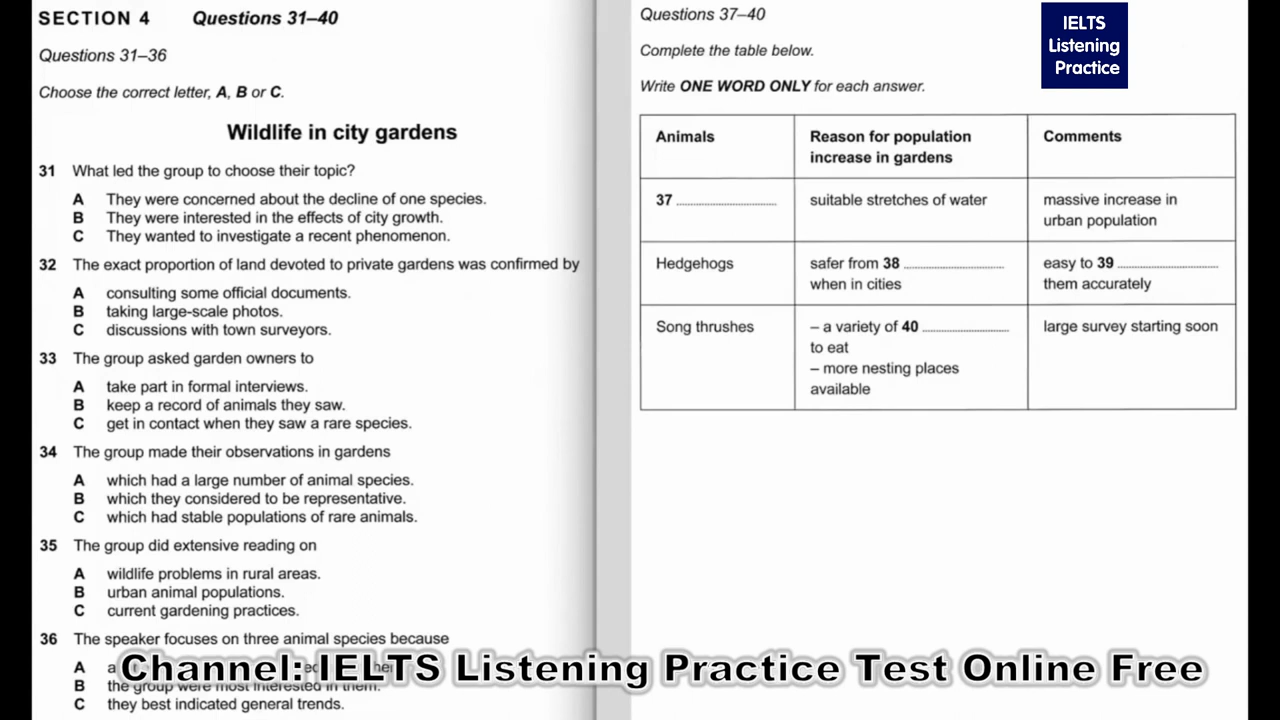 SECTION 4 Questions 31–40
Questions 31–36
Choose the correct letter, A, B or C.
Wildlife in city gardens
31 What led the group to choose their topic?
A They were concerned about the decline of one species.
B They were interested in the effects of city growth.
C They wanted to investigate a recent phenomenon.
32 The exact proportion of land devoted to private gardens was confirmed by
A consulting some official documents.
B taking large-scale photos.
C discussions with town surveyors.
33 The group asked garden owners to
A take part in formal interviews.
B keep a record of animals they saw.
C get in contact when they saw a rare species.
34 The group made their observations in gardens
A which had a large number of animal species.
B which they considered to be representative.
C which had stable populations of rare animals.
35 The group did extensive reading on
A wildlife problems in rural areas.
B urban animal populations.
C current gardening practices.
36 The speaker focuses on three animal species because
A
B the group were most interested in them.
C they best indicated general trends.
Questions 37–40
Complete the table below.
Write ONE WORD ONLY for each answer.
Animals
Reason for population
increase in gardens
Comments
37 ....................
suitable stretches of water
massive increase in
urban population
Hedgehogs
safer from 38 ....................
when in cities
easy to 39 ....................
them accurately
Song thrushes
– a variety of 40 ....................
to eat
– more nesting places
available
large survey starting soon
IELTS
Listening
Practice
Channel: IELTS Listening Practice Test Online Free